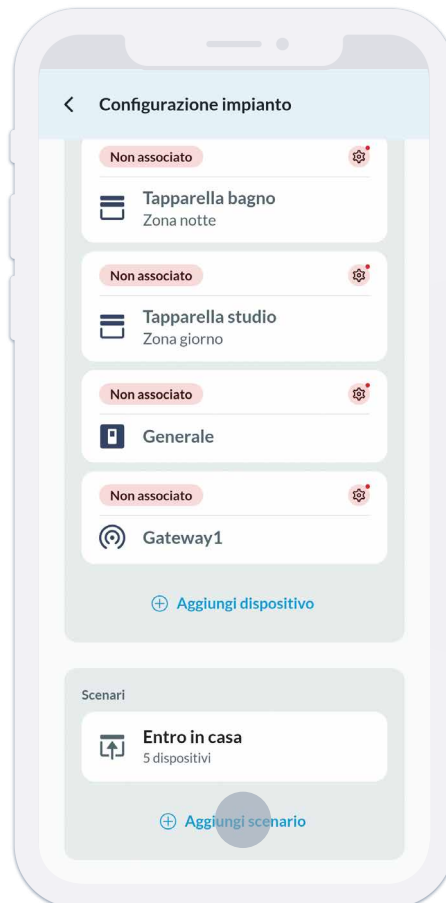 Configurazione impianto
Non associato
Tapparella bagno
Zona notte
Non associato
Tapparella studio
Zona giorno
Non associato
Generale
Non associato
Gateway1
Aggiungi dispositivo
Scenari
Entro in casa
5 dispositivi
Aggiungi scenario